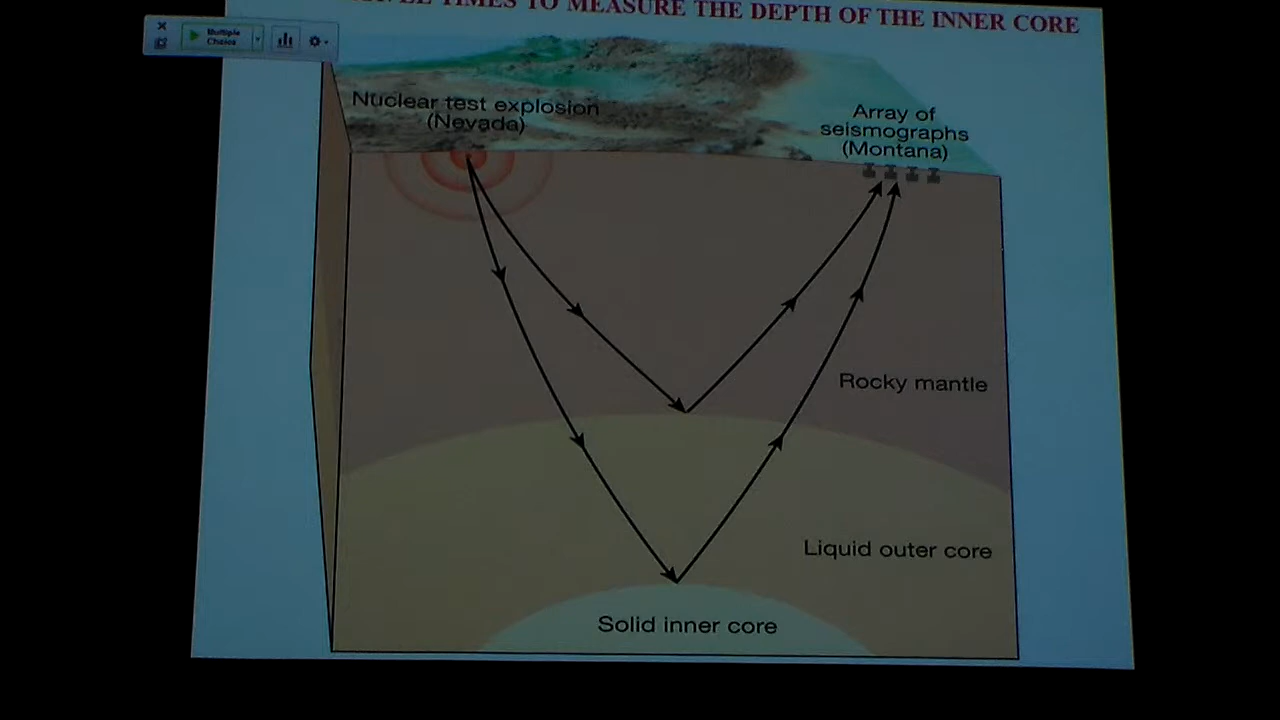 TIMES TO MEASURE THE DEPTH OF THE INNER CORE
Multiple
Choice
Nuclear test explosion
(Nevada)
Array of
seismographs
(Montana)
Rocky mantle
Liquid outer core
Solid inner core